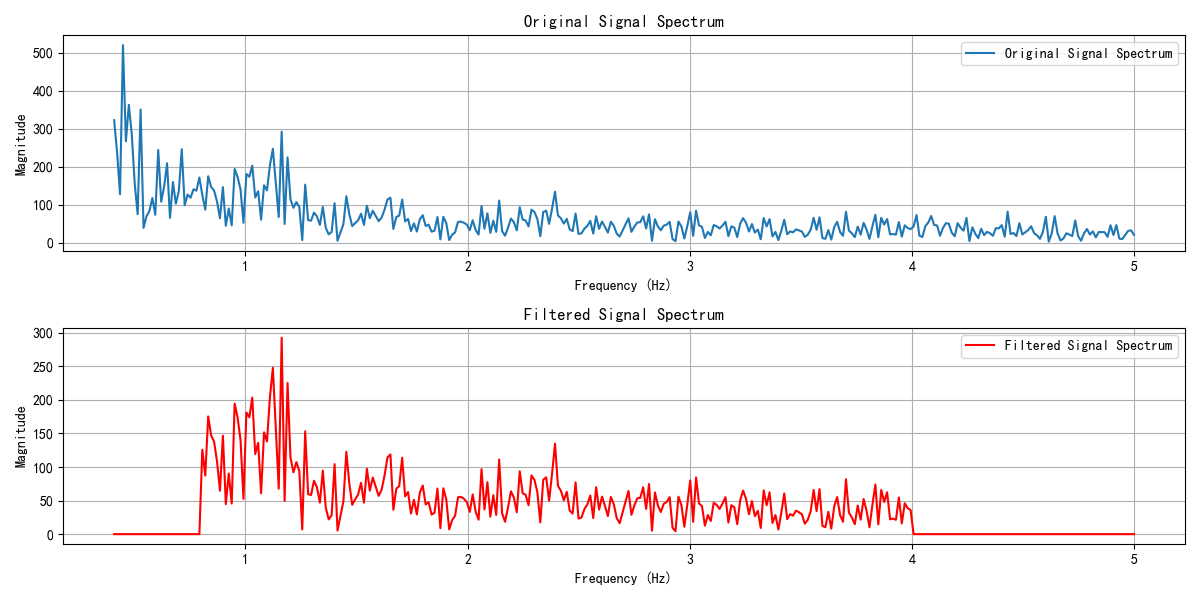 Original Signal Spectrum
Original Signal Spectrum
Magnitude
500
400
300
200
100
0
1
2
3
4
5
Frequency (Hz)
Filtered Signal Spectrum
Filtered Signal Spectrum
Magnitude
300
250
200
150
100
50
0
1
2
3
4
5
Frequency (Hz)